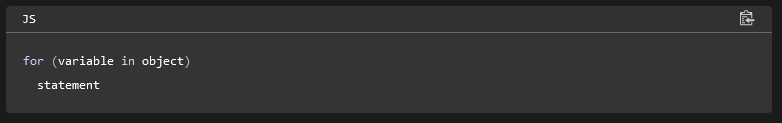 JS
for (variable in object)
  statement